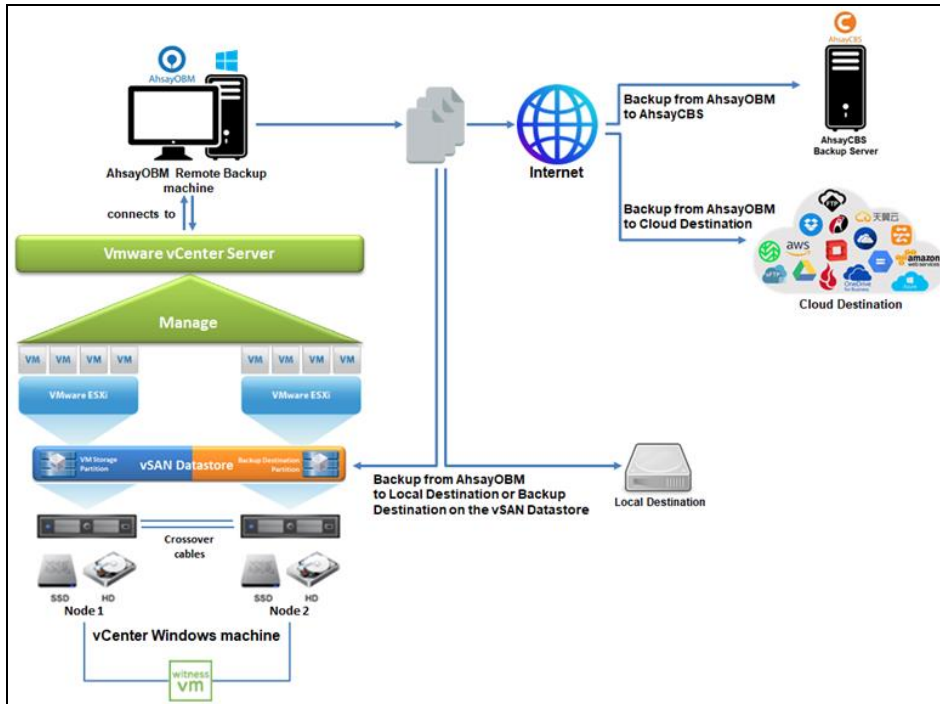 AhsayOBM
AhsayCBS
AhsayOBM Remote Backup
machine
connects to
Internet
Backup from AhsayOBM
to AhsayCBS
AhsayCBS
Backup Server
Backup from AhsayOBM
to Cloud Destination
FTP
天翼云
aws
amazon
web services
SFTP
OneDrive
for Business
Azure
Cloud Destination
Vmware vCenter Server
Manage
VM VM VM VM
VM VM VM VM
VMware ESXi
VMware ESXi
VM Storage
Partition
vSAN Datastore
Backup Destination
Partition
Backup from AhsayOBM
to Local Destination or Backup
Destination on the vSAN Datastore
Local Destination
Crossover
cables
SSD
HD
SSD
HD
Node 1
Node 2
vCenter Windows machine
witness
vm